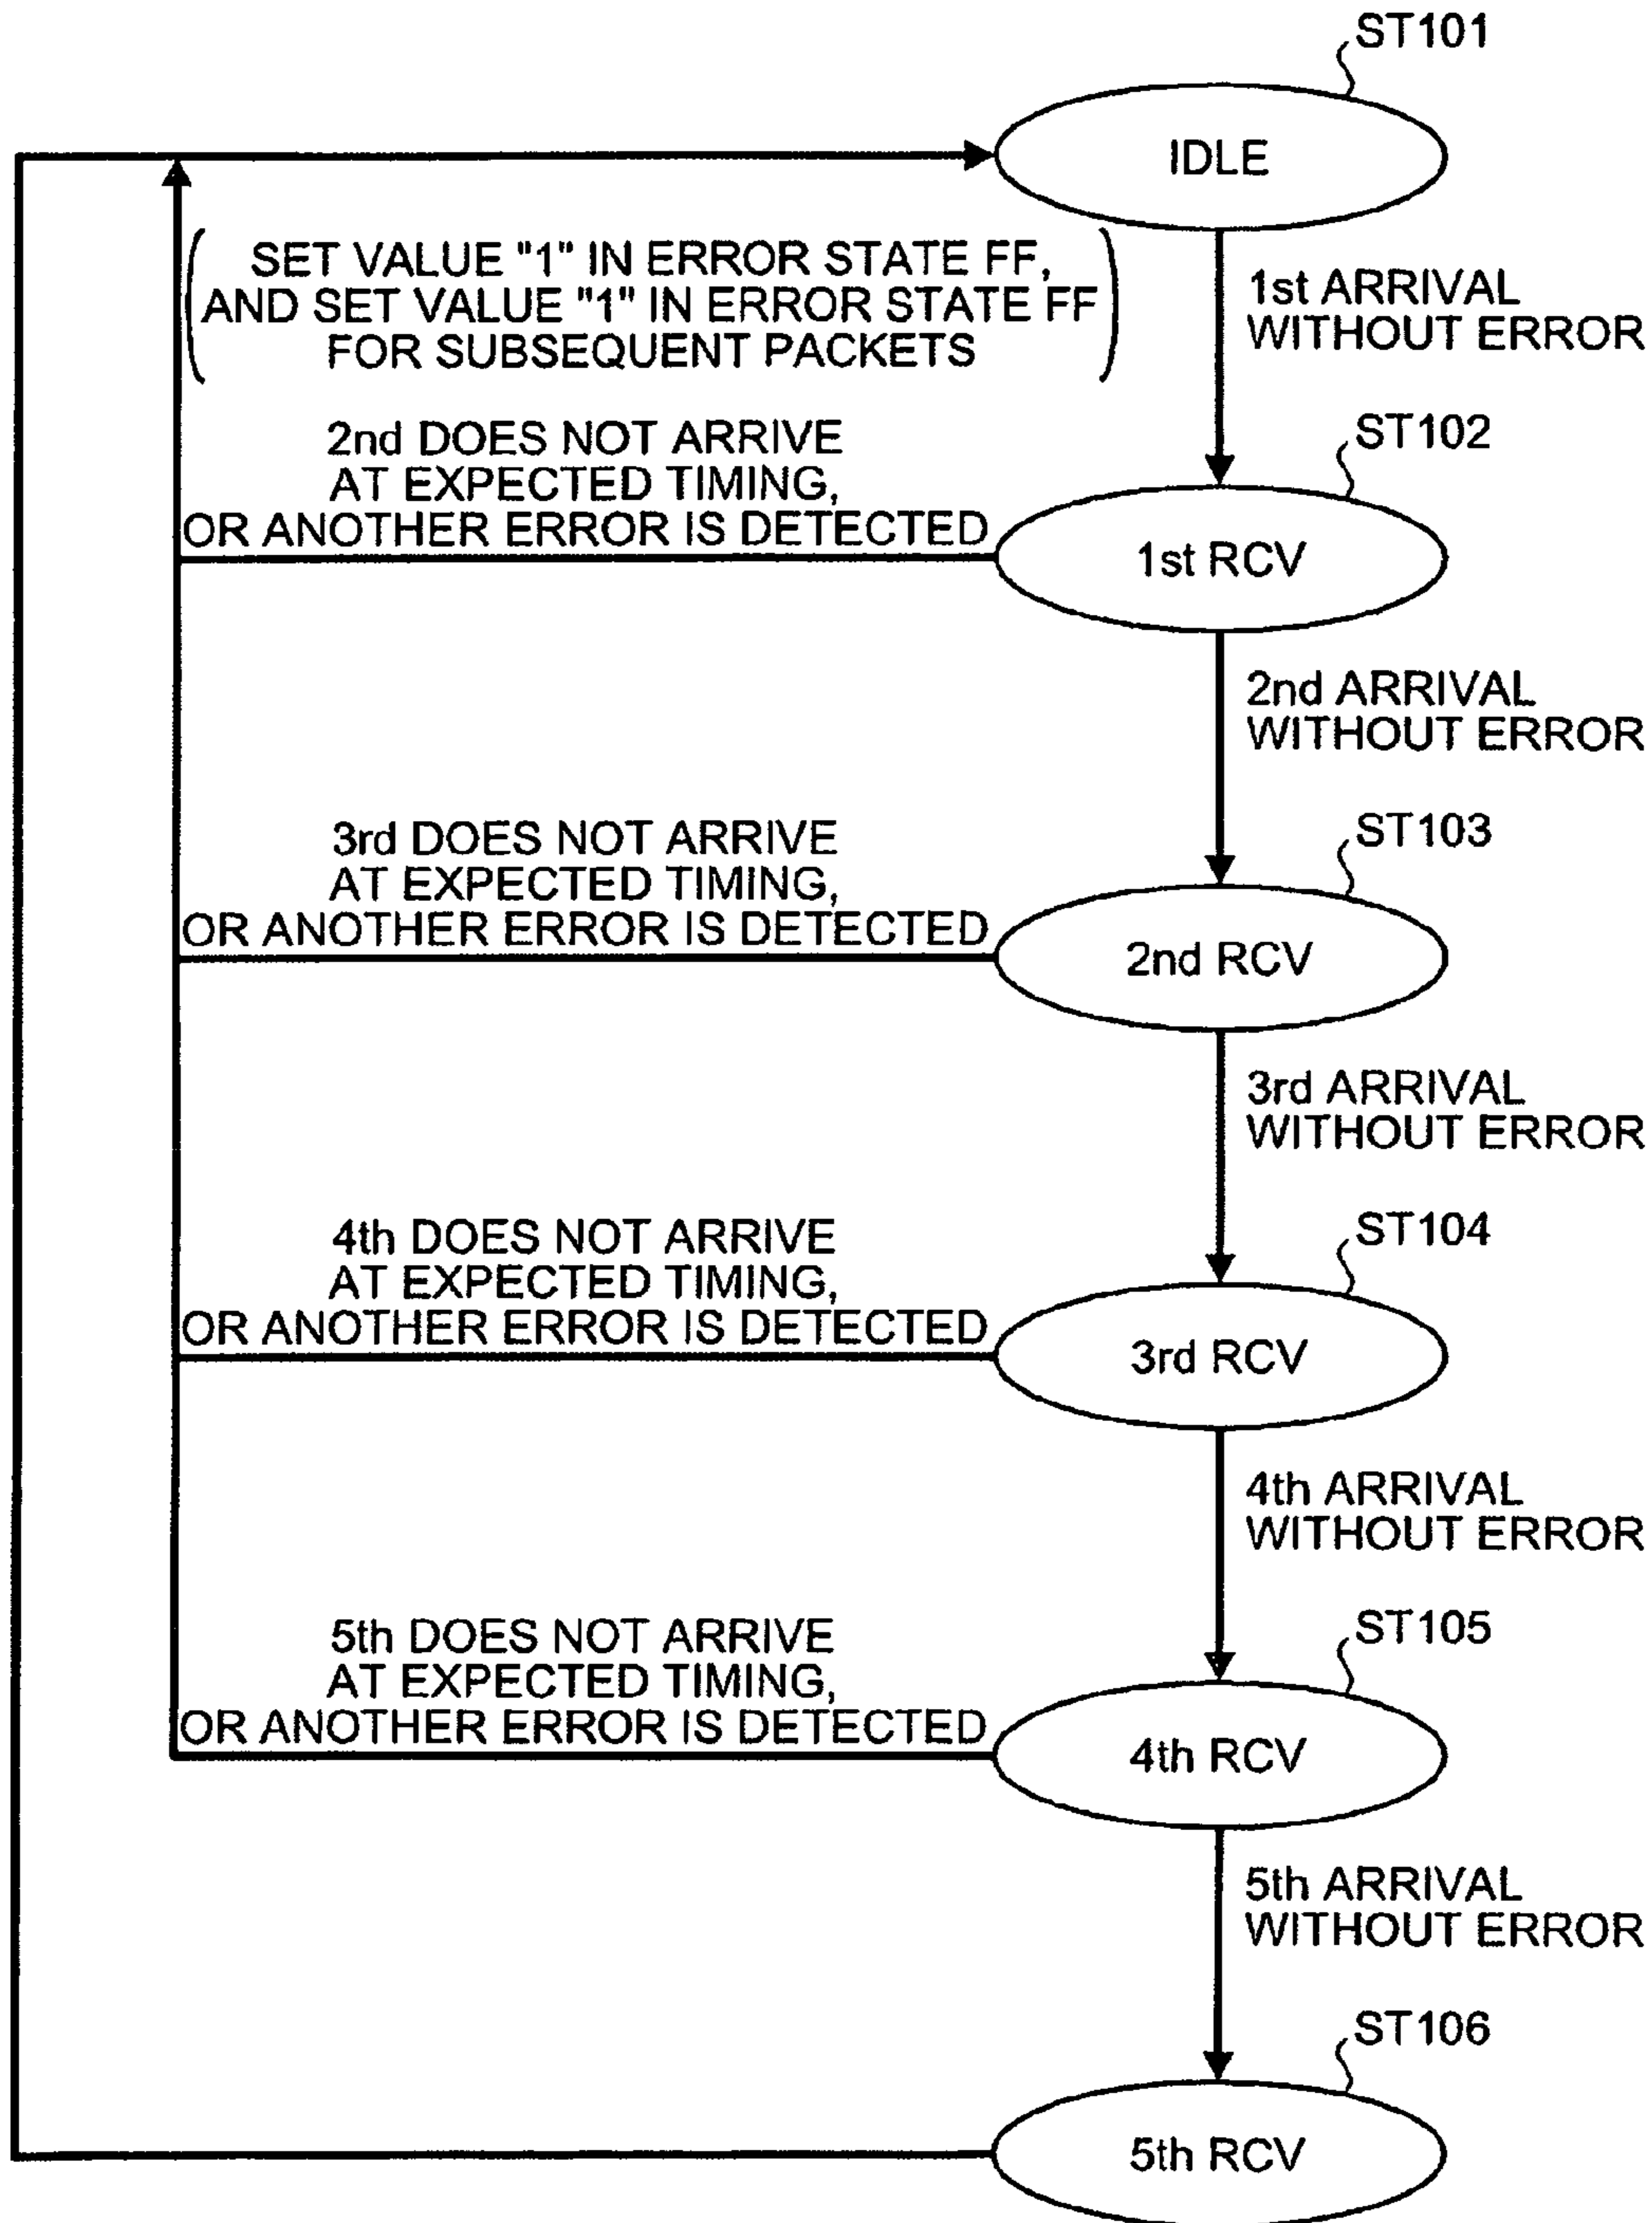 ST101
IDLE
SET VALUE "1" IN ERROR STATE FF,
AND SET VALUE "1" IN ERROR STATE FF
FOR SUBSEQUENT PACKETS
1st ARRIVAL
WITHOUT ERROR
2nd DOES NOT ARRIVE
AT EXPECTED TIMING,
OR ANOTHER ERROR IS DETECTED
ST102
1st RCV
2nd ARRIVAL
WITHOUT ERROR
3rd DOES NOT ARRIVE
AT EXPECTED TIMING,
OR ANOTHER ERROR IS DETECTED
ST103
2nd RCV
3rd ARRIVAL
WITHOUT ERROR
4th DOES NOT ARRIVE
AT EXPECTED TIMING,
OR ANOTHER ERROR IS DETECTED
ST104
3rd RCV
4th ARRIVAL
WITHOUT ERROR
5th DOES NOT ARRIVE
AT EXPECTED TIMING,
OR ANOTHER ERROR IS DETECTED
ST105
4th RCV
5th ARRIVAL
WITHOUT ERROR
ST106
5th RCV